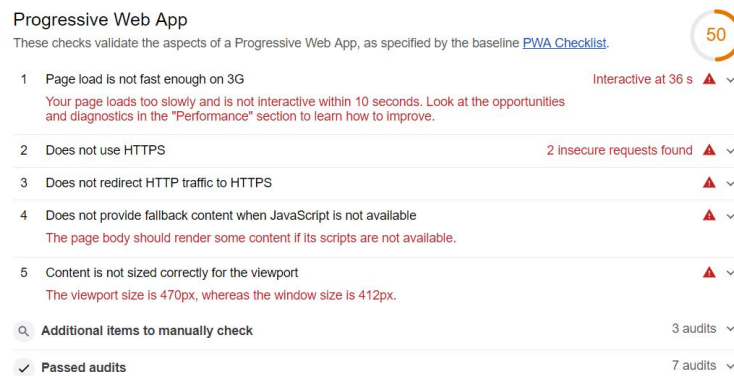 Progressive Web App
These checks validate the aspects of a Progressive Web App, as specified by the baseline PWA Checklist.
50
1 Page load is not fast enough on 3G Interactive at 36 s
Your page loads too slowly and is not interactive within 10 seconds. Look at the opportunities
and diagnostics in the "Performance" section to learn how to improve.
2 Does not use HTTPS 2 insecure requests found
3 Does not redirect HTTP traffic to HTTPS
4 Does not provide fallback content when JavaScript is not available
The page body should render some content if its scripts are not available.
5 Content is not sized correctly for the viewport
The viewport size is 470px, whereas the window size is 412px.
Additional items to manually check 3 audits
Passed audits 7 audits